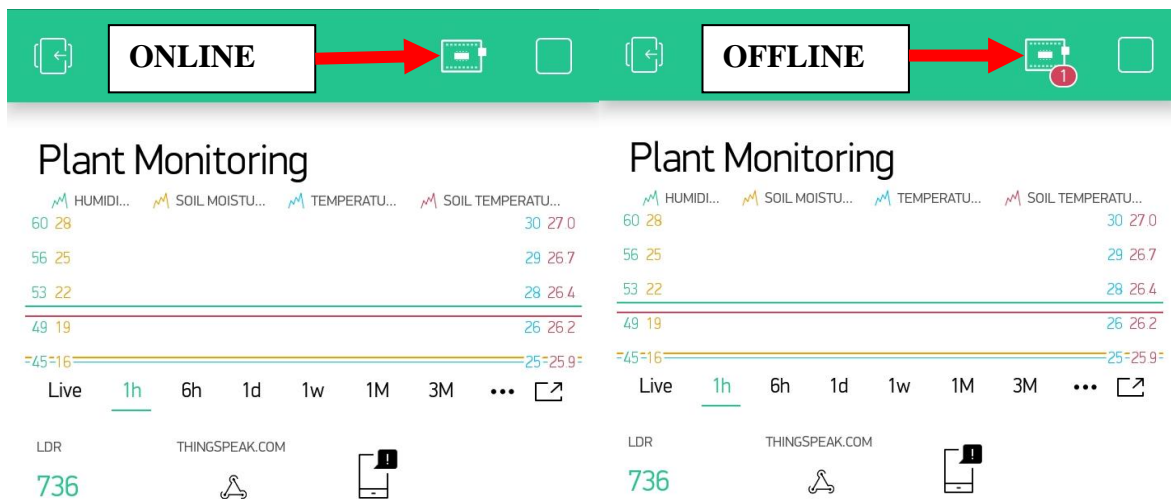 ONLINE
Plant Monitoring
HUMIDI... SOIL MOISTU... TEMPERATU... SOIL TEMPERATU...
60 28 30 27.0
56 25 29 26.7
53 22 28 26.4
49 19 26 26.2
45 16 25 25.9
Live 1h 6h 1d 1w 1M 3M •••
LDR THINGSPEAK.COM
736
!
OFFLINE
1
Plant Monitoring
HUMIDI... SOIL MOISTU... TEMPERATU... SOIL TEMPERATU...
60 28 30 27.0
56 25 29 26.7
53 22 28 26.4
49 19 26 26.2
45 16 25 25.9
Live 1h 6h 1d 1w 1M 3M •••
LDR THINGSPEAK.COM
736
!